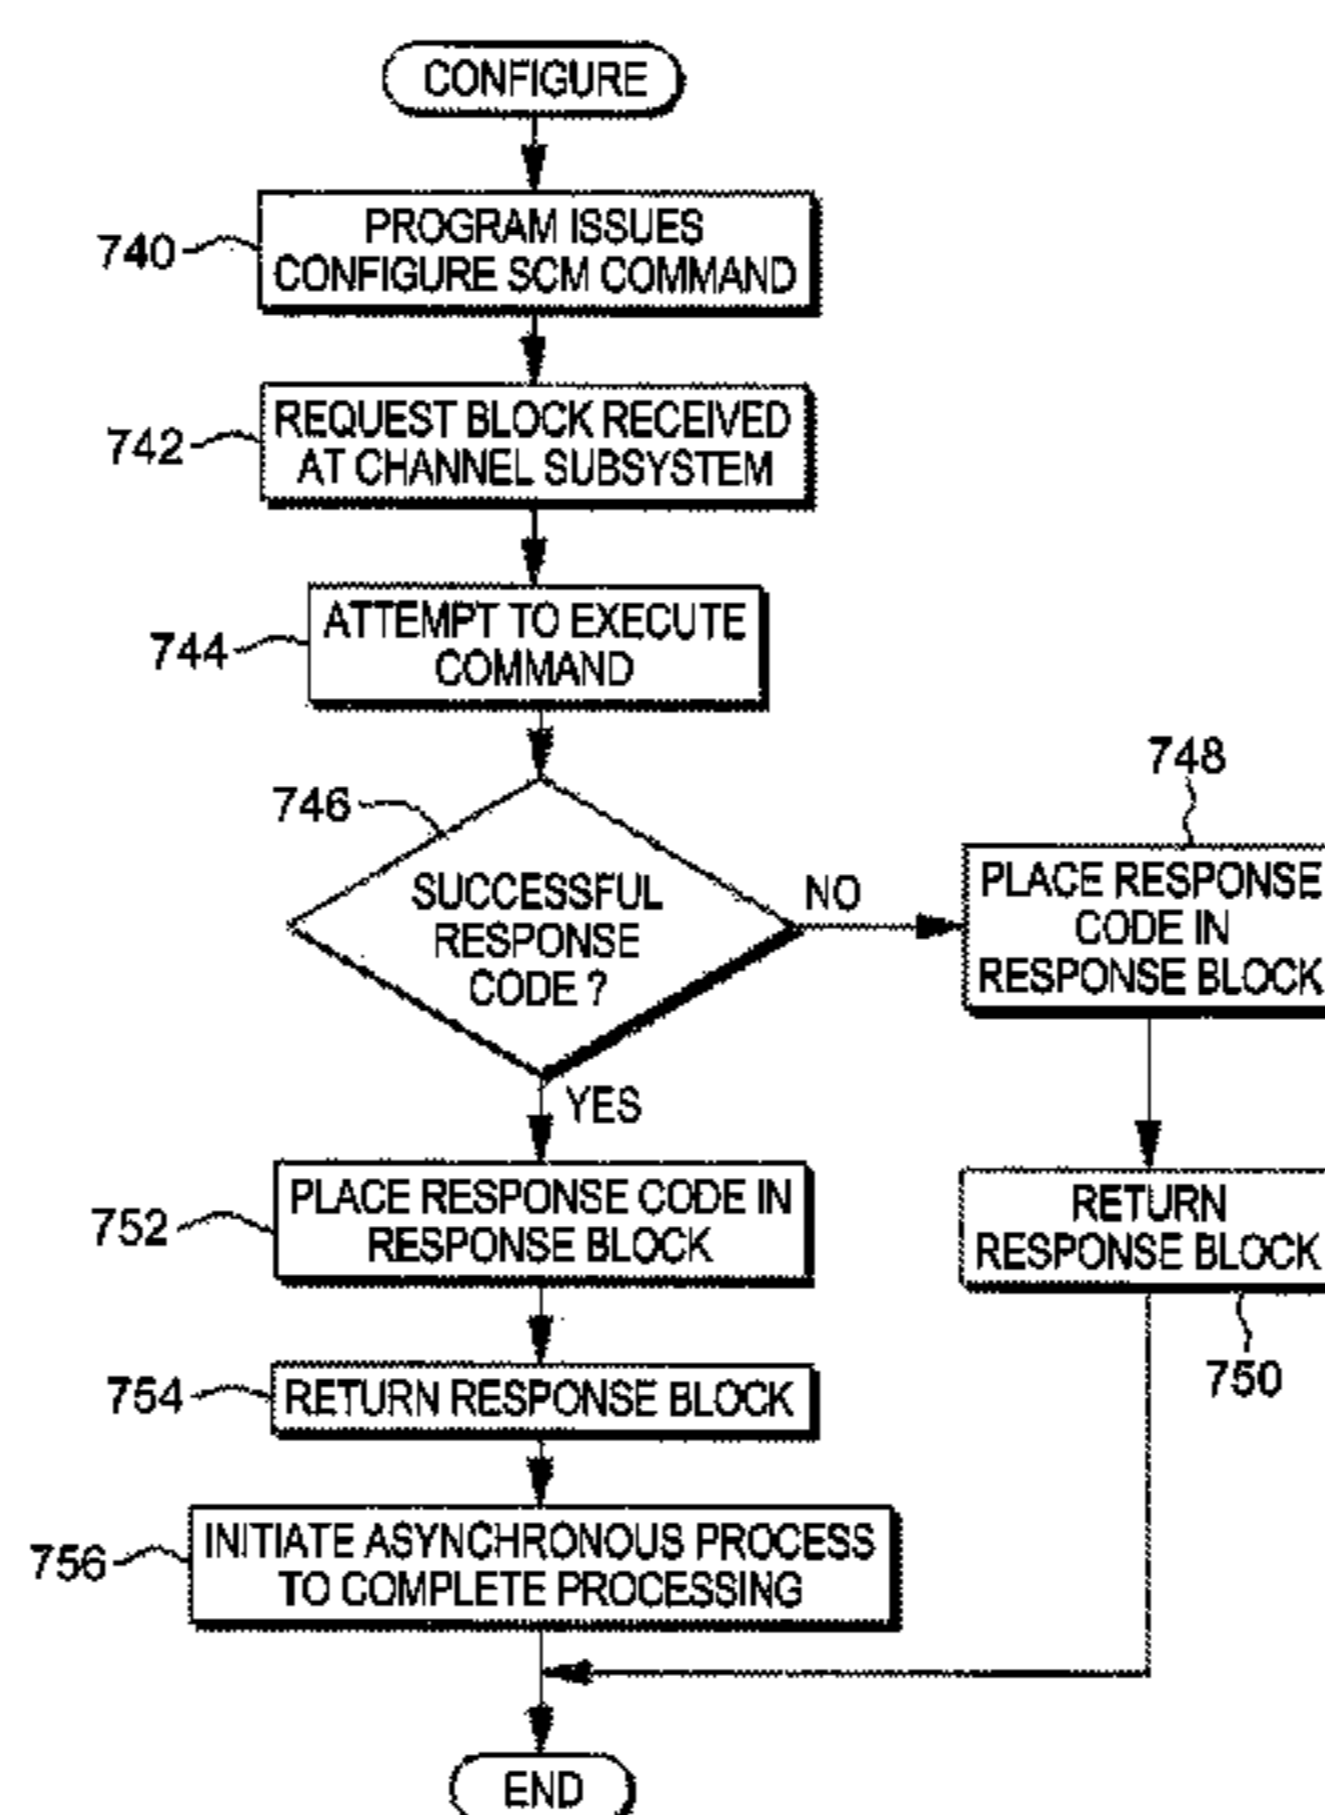 CONFIGURE
740
PROGRAM ISSUES
CONFIGURE SCM COMMAND
742
REQUEST BLOCK RECEIVED
AT CHANNEL SUBSYSTEM
744
ATTEMPT TO EXECUTE
COMMAND
746
SUCCESSFUL
RESPONSE
CODE ?
NO
748
PLACE RESPONSE
CODE IN
RESPONSE BLOCK
RETURN
RESPONSE BLOCK
750
YES
752
PLACE RESPONSE CODE IN
RESPONSE BLOCK
754
RETURN RESPONSE BLOCK
756
INITIATE ASYNCHRONOUS PROCESS
TO COMPLETE PROCESSING
END